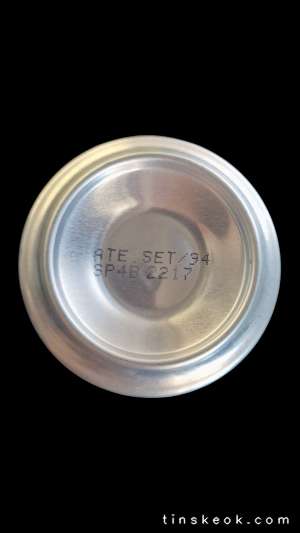 ATE SET/94
SP4B 2217
tinskeok.com